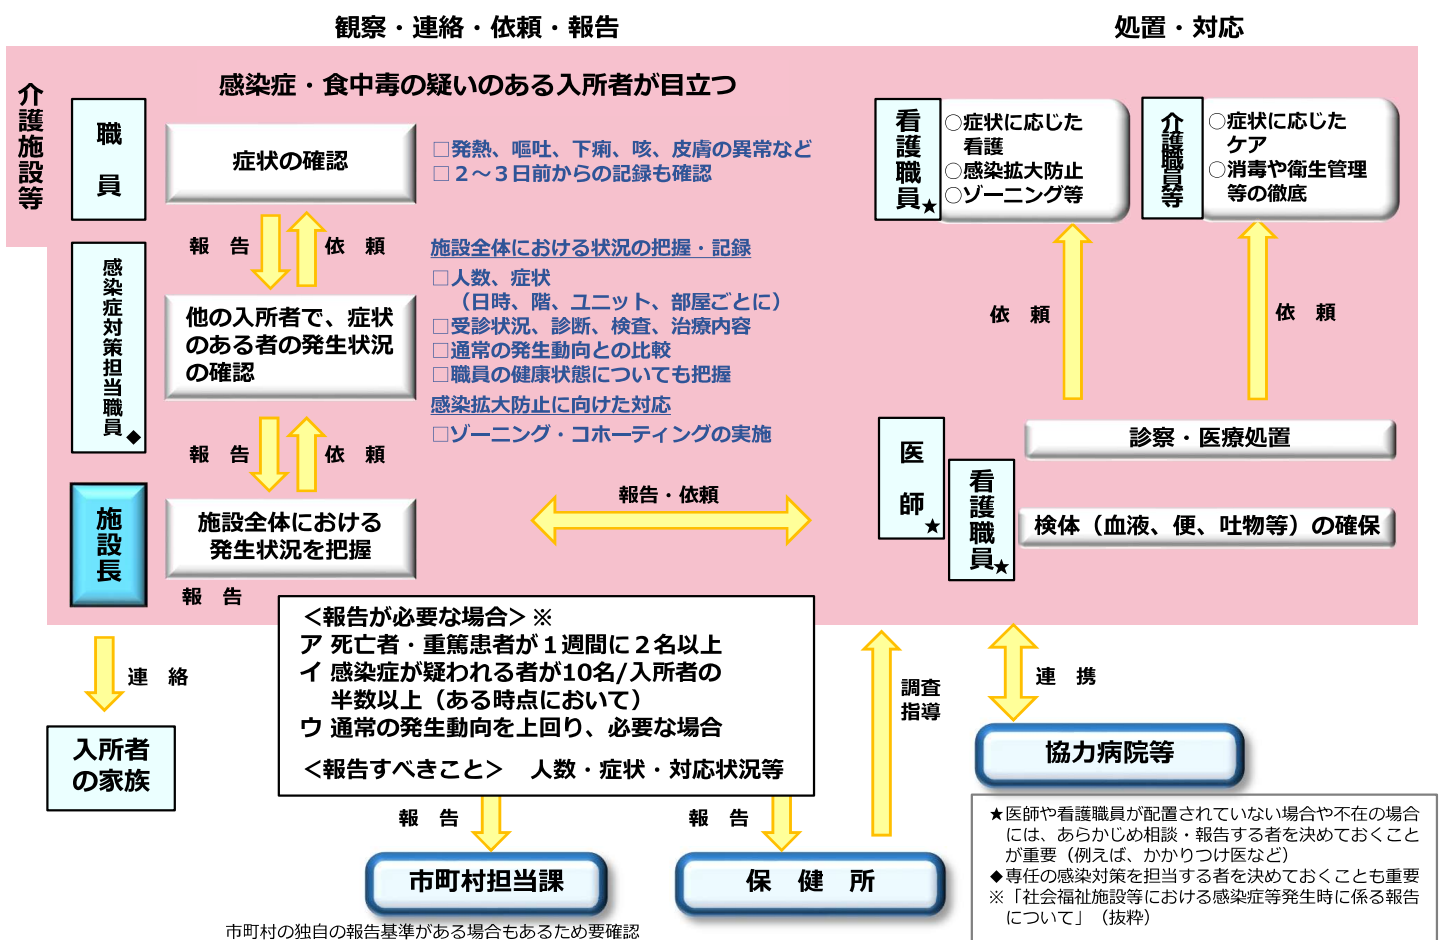 観察・連絡・依頼・報告
処置・対応
介護施設等
感染症・食中毒の疑いのある入所者が目立つ
職員
症状の確認
□発熱、嘔吐、下痢、咳、皮膚の異常など
□２～３日前からの記録も確認
報告
依頼
感染症対策担当職員◆
他の入所者で、症状
のある者の発生状況
の確認
施設全体における状況の把握・記録
□人数、症状
（日時、階、ユニット、部屋ごとに）
□受診状況、診断、検査、治療内容
□通常の発生動向との比較
□職員の健康状態についても把握
感染拡大防止に向けた対応
□ゾーニング・コホーティングの実施
報告
依頼
施設長
施設全体における
発生状況を把握
報告
報告・依頼
看護職員★
○症状に応じた
看護
○感染拡大防止
○ゾーニング等
介護職員等
○症状に応じた
ケア
○消毒や衛生管理
等の徹底
依頼
依頼
医師★
看護職員★
診察・医療処置
検体（血液、便、吐物等）の確保
連絡
入所者
の家族
＜報告が必要な場合＞※
ア 死亡者・重篤患者が１週間に２名以上
イ 感染症が疑われる者が10名/入所者の
半数以上（ある時点において）
ウ 通常の発生動向を上回り、必要な場合
＜報告すべきこと＞ 人数・症状・対応状況等
報告
報告
市町村担当課
保健所
市町村の独自の報告基準がある場合もあるため要確認
調査
指導
連携
協力病院等
★医師や看護職員が配置されていない場合や不在の場合
には、あらかじめ相談・報告する者を決めておくこと
が重要（例えば、かかりつけ医など）
◆専任の感染対策を担当する者を決めておくことも重要
※「社会福祉施設等における感染症等発生時に係る報告
について」（抜粋）